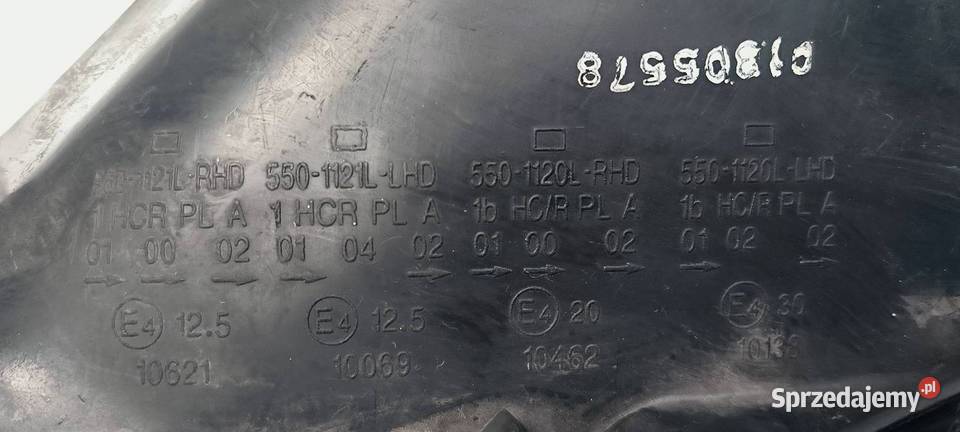 01B05578
550-1121L-RHD 550-1121L-LHD 550-1120L-RHD 550-1120L-LHD
1 HCR PL A 1 HCR PL A 1b HC/R PL A 1b HC/R PL A
01 00 02 01 04 02 01 00 02 01 02 02
E4 12.5 E4 12.5 E4 20 E4 30
10621 10069 10462
Sprzedajemy.pl